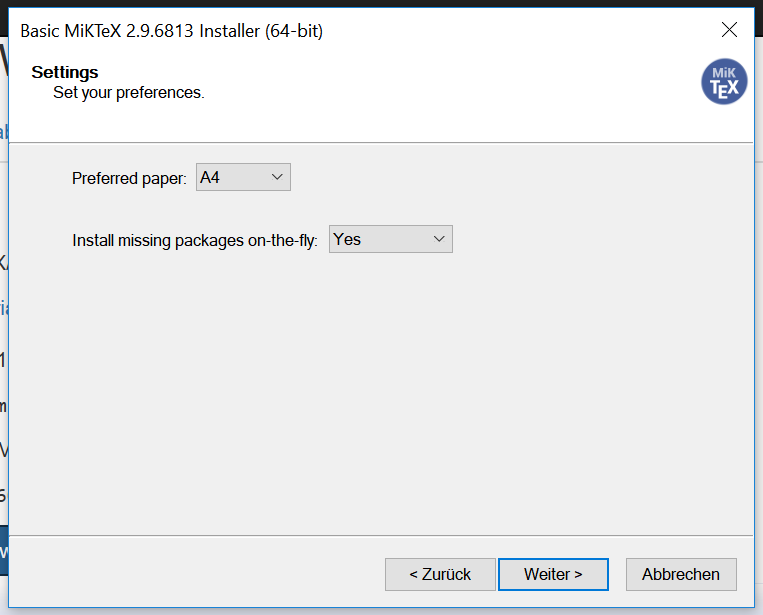 Basic MiKTeX 2.9.6813 Installer (64-bit)
Settings
Set your preferences.
MiK
TEX
Preferred paper: A4
Install missing packages on-the-fly: Yes
< Zurück Weiter > Abbrechen